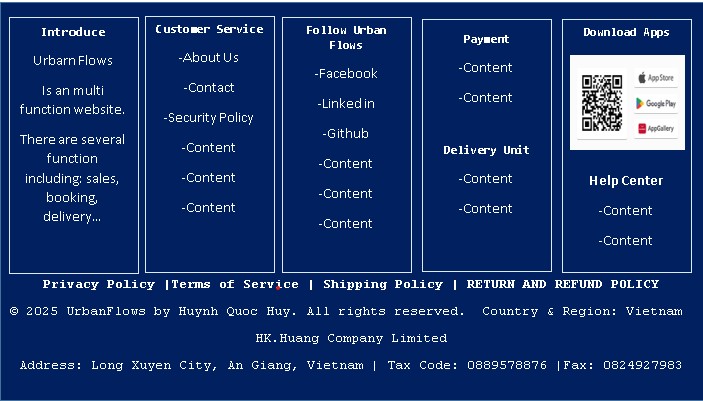 Introduce
Urbarn Flows
Is an multi
function website.
There are several
function
including: sales,
booking,
delivery...
Customer Service
-About Us
-Contact
-Security Policy
-Content
-Content
-Content
Follow Urban
Flows
-Facebook
-Linked in
-Github
-Content
-Content
-Content
Payment
-Content
-Content
Delivery Unit
-Content
-Content
Download Apps
App Store
Google Play
AppGallery
Help Center
-Content
-Content
Privacy Policy |Terms of Service | Shipping Policy | RETURN AND REFUND POLICY
© 2025 UrbanFlows by Huynh Quoc Huy. All rights reserved. Country & Region: Vietnam
HK.Huang Company Limited
Address: Long Xuyen City, An Giang, Vietnam | Tax Code: 0889578876 |Fax: 0824927983